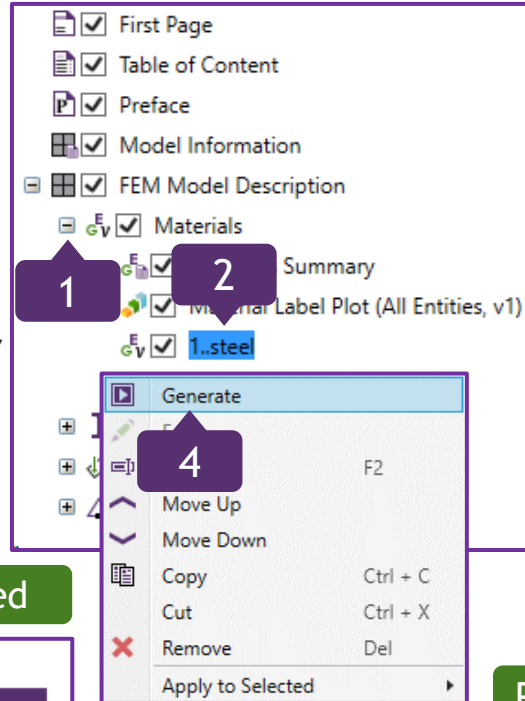 First Page
Table of Content
Preface
Model Information
FEM Model Description
Materials
Summary
1
2
Label Plot (All Entities, v1)
1..steel
Generate
4
F2
Move Up
Move Down
Copy Ctrl + C
Cut Ctrl + X
ed
Remove Del
Apply to Selected